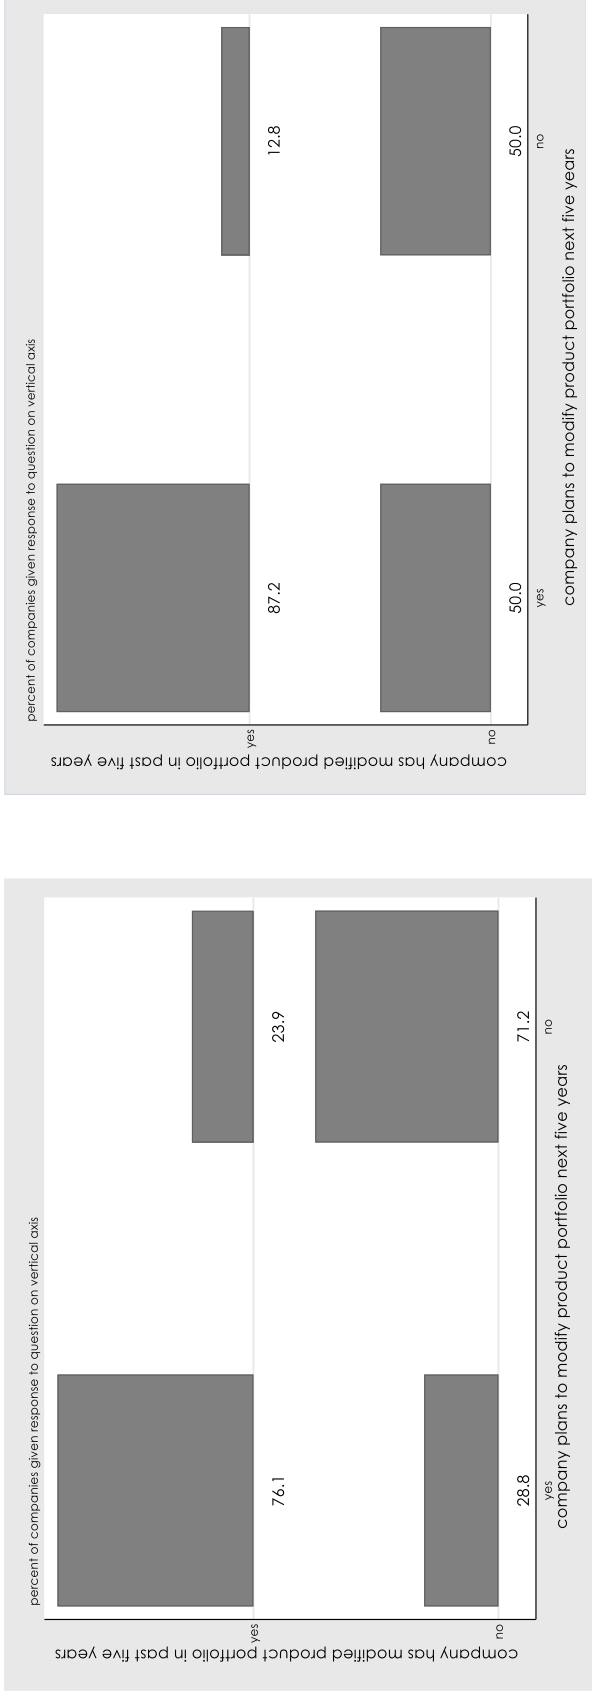 percent of companies given response to question on vertical axis
company has modified product portfolio in past five years
yes
87.2
12.8
no
50.0
50.0
yes
no
company plans to modify product portfolio next five years
percent of companies given response to question on vertical axis
company has modified product portfolio in past five years
yes
76.1
23.9
no
28.8
71.2
yes
no
company plans to modify product portfolio next five years